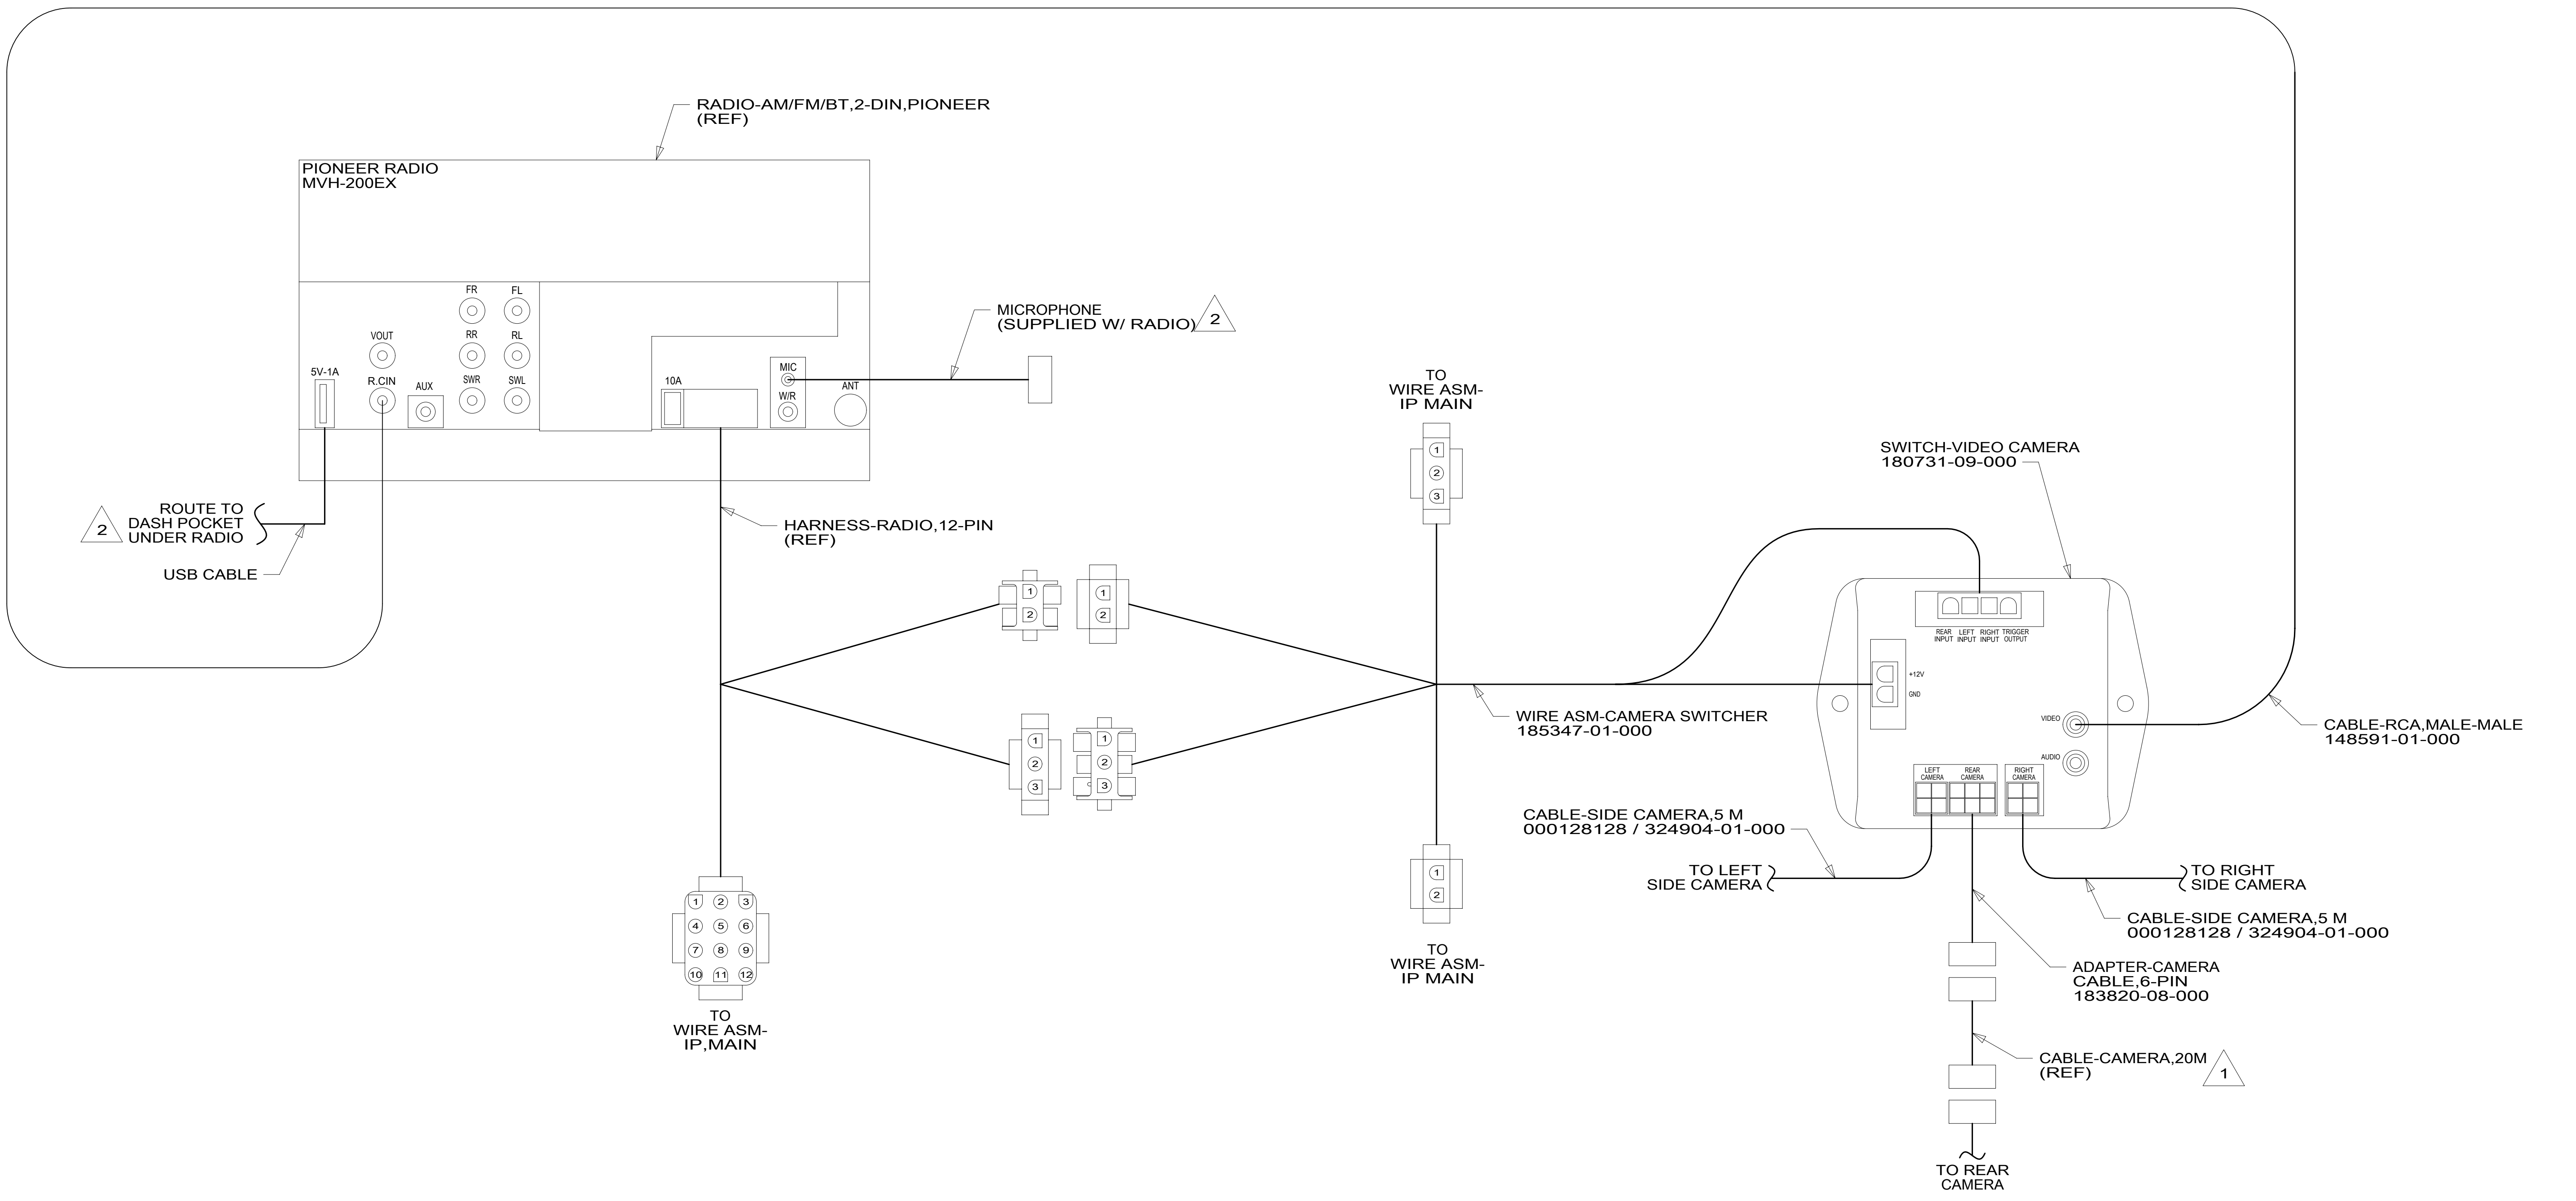 RADIO-AM/FM/BT,2-DIN,PIONEER
(REF)
PIONEER RADIO
MVH-200EX
FR
FL
VOUT
RR
RL
5V-1A
R.CIN
AUX
SWR
SWL
10A
MIC
W/R
ANT
MICROPHONE
(SUPPLIED W/ RADIO)
2
2
ROUTE TO
DASH POCKET
UNDER RADIO
USB CABLE
HARNESS-RADIO,12-PIN
(REF)
1
2
1
2
1
2
3
1
2
3
1 2 3
4 5 6
7 8 9
10 11 12
TO
WIRE ASM-
IP,MAIN
TO
WIRE ASM-
IP MAIN
1
2
3
1
2
TO
WIRE ASM-
IP MAIN
WIRE ASM-CAMERA SWITCHER
185347-01-000
SWITCH-VIDEO CAMERA
180731-09-000
REAR
INPUT
LEFT
INPUT
RIGHT
INPUT
TRIGGER
OUTPUT
+12V
GND
VIDEO
AUDIO
LEFT
CAMERA
REAR
CAMERA
RIGHT
CAMERA
CABLE-RCA,MALE-MALE
148591-01-000
CABLE-SIDE CAMERA,5 M
000128128 / 324904-01-000
TO LEFT
SIDE CAMERA
TO RIGHT
SIDE CAMERA
CABLE-SIDE CAMERA,5 M
000128128 / 324904-01-000
ADAPTER-CAMERA
CABLE,6-PIN
183820-08-000
CABLE-CAMERA,20M
(REF)
1
TO REAR
CAMERA